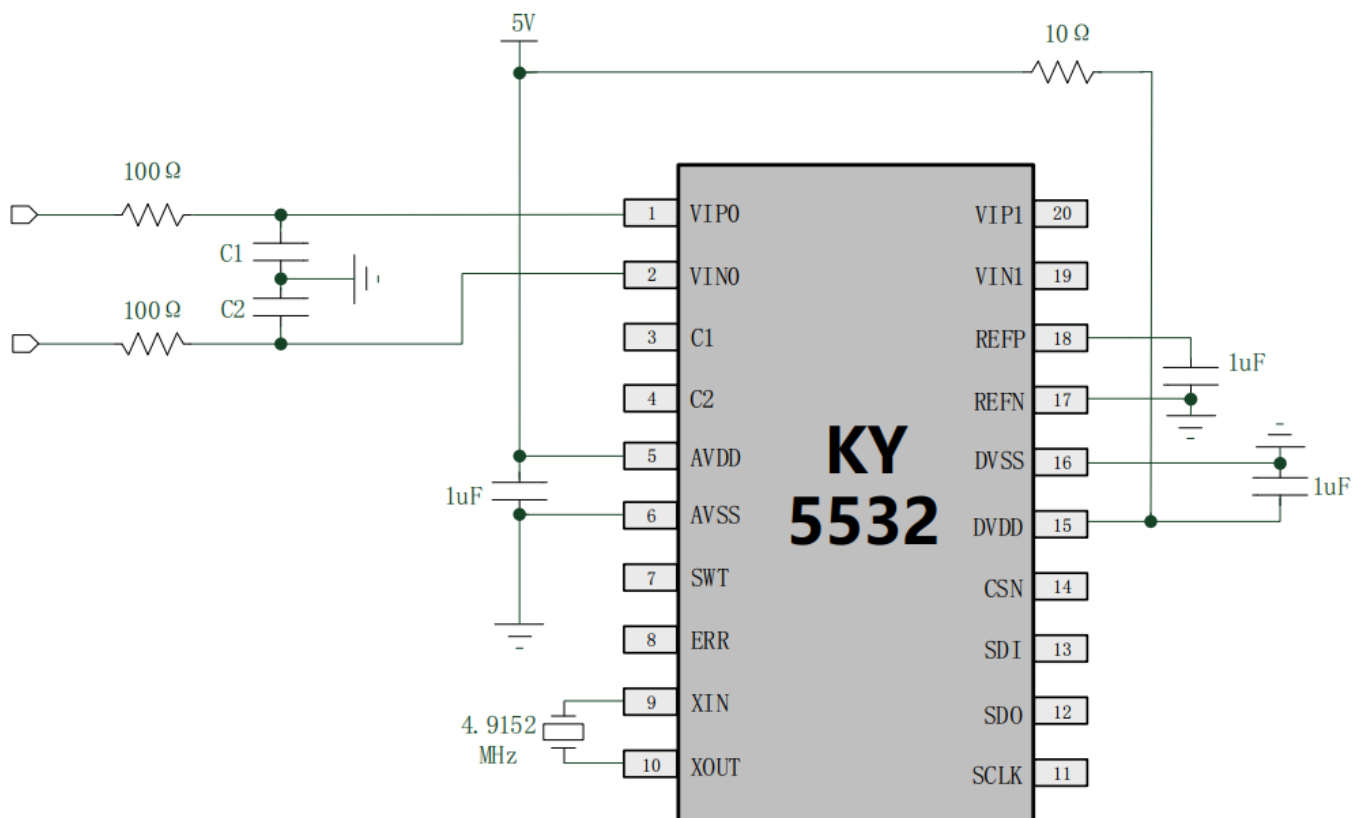 5V
10Ω
100Ω
C1
C2
100Ω
1uF
4.9152
MHz
1 VIP0
2 VIN0
3 C1
4 C2
5 AVDD
6 AVSS
7 SWT
8 ERR
9 XIN
10 XOUT
KY
5532
VIP1 20
VIN1 19
REFP 18
REFN 17
DVSS 16
DVDD 15
CSN 14
SDI 13
SDO 12
SCLK 11
1uF
1uF